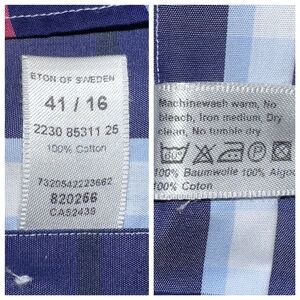 ETON OF SWEDEN
41 / 16
2230 85311 25
100% Cotton
7320542223662
820266
CA52439
Machinewash warm, No
bleach, Iron medium, Dry
clean, No tumble dry
100% Baumwolle 100% Algod
100% Coton